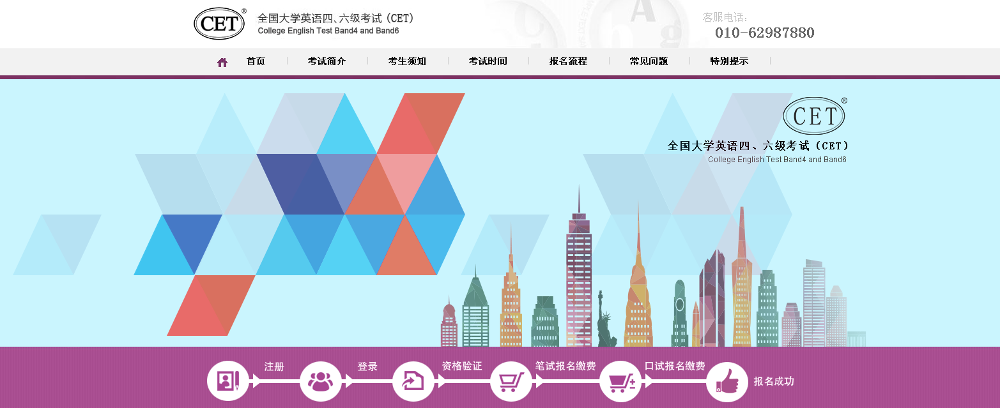 CET®
全国大学英语四、六级考试（CET）
College English Test Band4 and Band6
客服电话：
010-62987880
首页
考试简介
考生须知
考试时间
报名流程
常见问题
特别提示
CET®
全国大学英语四、六级考试（CET）
College English Test Band4 and Band6
注册
登录
资格验证
笔试报名缴费
口试报名缴费
报名成功